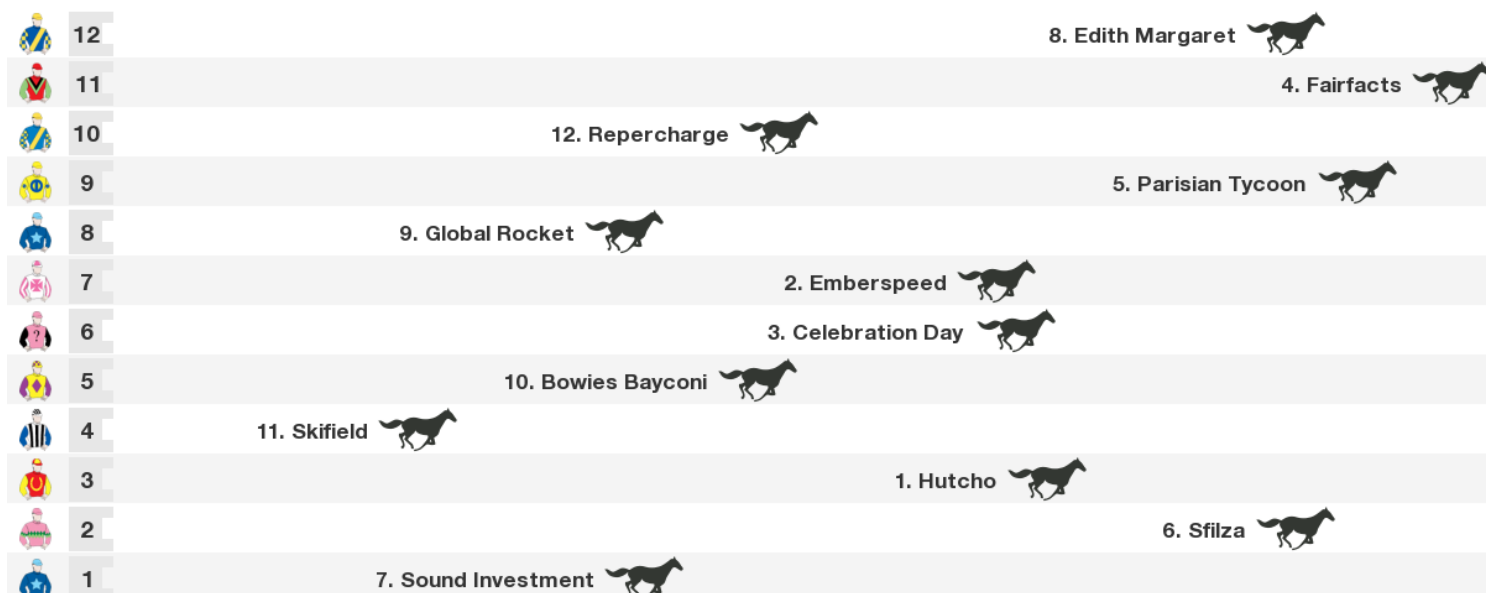 12 8. Edith Margaret
11 4. Fairfacts
10 12. Repercharge
9 5. Parisian Tycoon
8 9. Global Rocket
7 2. Emberspeed
6 3. Celebration Day
?
5 10. Bowies Bayconi
4 11. Skifield
3 1. Hutcho
2 6. Sfilza
1 7. Sound Investment